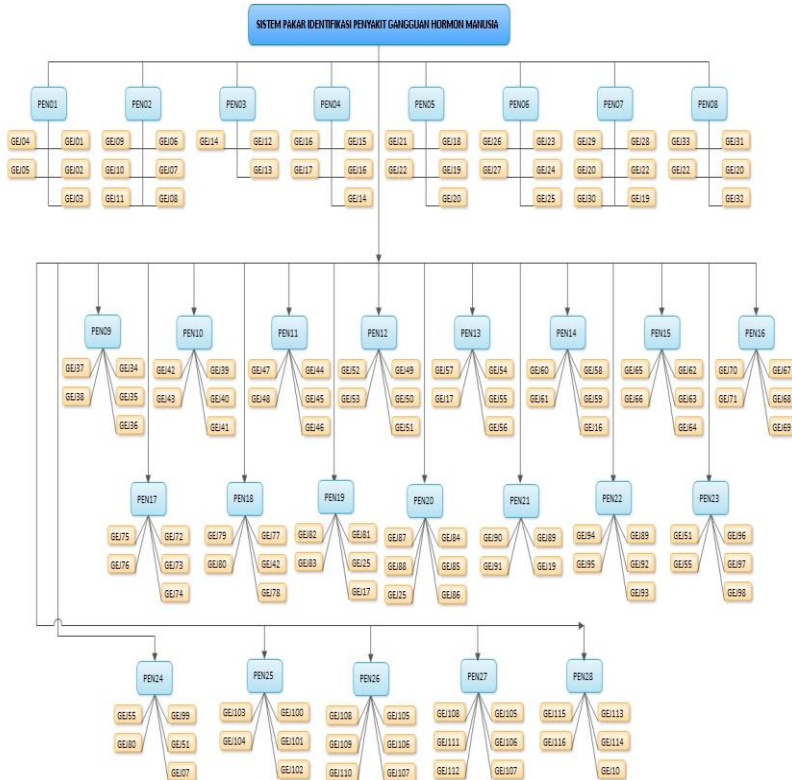 SISTEM PAKAR IDENTIFIKASI PENYAKIT GANGGUAN HORMON MANUSIA
PEN01 PEN02 PEN03 PEN04 PEN05 PEN06 PEN07 PEN08
GEJ04 GEJ01 GEJ09 GEJ06 GEJ14 GEJ12 GEJ16 GEJ15 GEJ21 GEJ18 GEJ26 GEJ23 GEJ29 GEJ28 GEJ33 GEJ31
GEJ05 GEJ02 GEJ10 GEJ07 GEJ13 GEJ17 GEJ16 GEJ22 GEJ19 GEJ27 GEJ24 GEJ20 GEJ22 GEJ22 GEJ20
GEJ03 GEJ11 GEJ08 GEJ14 GEJ20 GEJ25 GEJ30 GEJ19 GEJ32
PEN09 PEN10 PEN11 PEN12 PEN13 PEN14 PEN15 PEN16
GEJ37 GEJ34 GEJ42 GEJ39 GEJ47 GEJ44 GEJ52 GEJ49 GEJ57 GEJ54 GEJ60 GEJ58 GEJ65 GEJ62 GEJ70 GEJ67
GEJ38 GEJ35 GEJ43 GEJ40 GEJ48 GEJ45 GEJ53 GEJ50 GEJ17 GEJ55 GEJ61 GEJ59 GEJ66 GEJ63 GEJ71 GEJ68
GEJ36 GEJ41 GEJ46 GEJ51 GEJ56 GEJ16 GEJ64 GEJ69
PEN17 PEN18 PEN19 PEN20 PEN21 PEN22 PEN23
GEJ75 GEJ72 GEJ79 GEJ77 GEJ82 GEJ81 GEJ87 GEJ84 GEJ90 GEJ89 GEJ94 GEJ89 GEJ51 GEJ96
GEJ76 GEJ73 GEJ80 GEJ42 GEJ83 GEJ25 GEJ88 GEJ85 GEJ91 GEJ19 GEJ95 GEJ92 GEJ55 GEJ97
GEJ74 GEJ78 GEJ17 GEJ25 GEJ86 GEJ93 GEJ98
PEN24 PEN25 PEN26 PEN27 PEN28
GEJ55 GEJ99 GEJ103 GEJ100 GEJ108 GEJ105 GEJ108 GEJ105 GEJ115 GEJ113
GEJ80 GEJ51 GEJ104 GEJ101 GEJ109 GEJ106 GEJ111 GEJ106 GEJ116 GEJ114
GEJ07 GEJ102 GEJ110 GEJ107 GEJ112 GEJ107 GEJ10